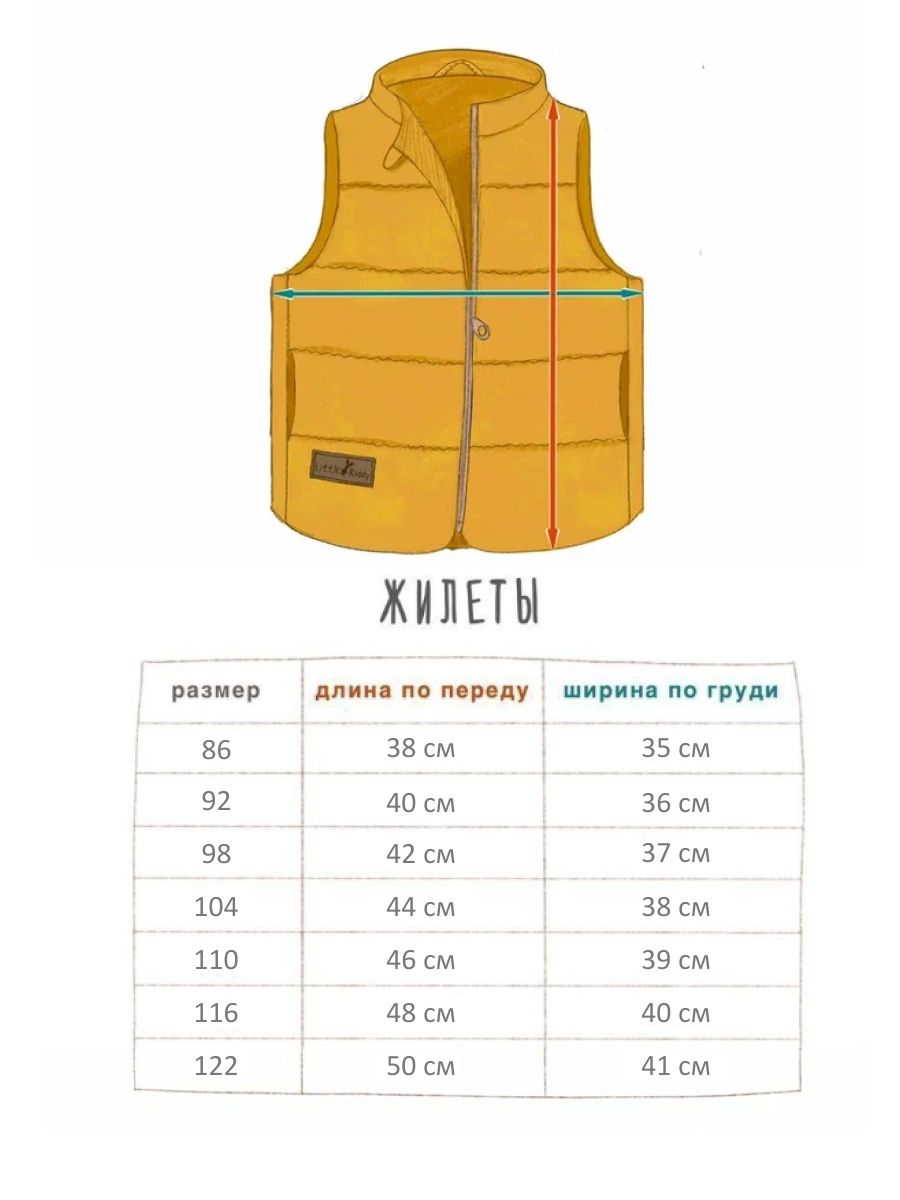 Little Kiddy
ЖИЛЕТЫ
размер длина по переду ширина по груди
86 38 см 35 см
92 40 см 36 см
98 42 см 37 см
104 44 см 38 см
110 46 см 39 см
116 48 см 40 см
122 50 см 41 см